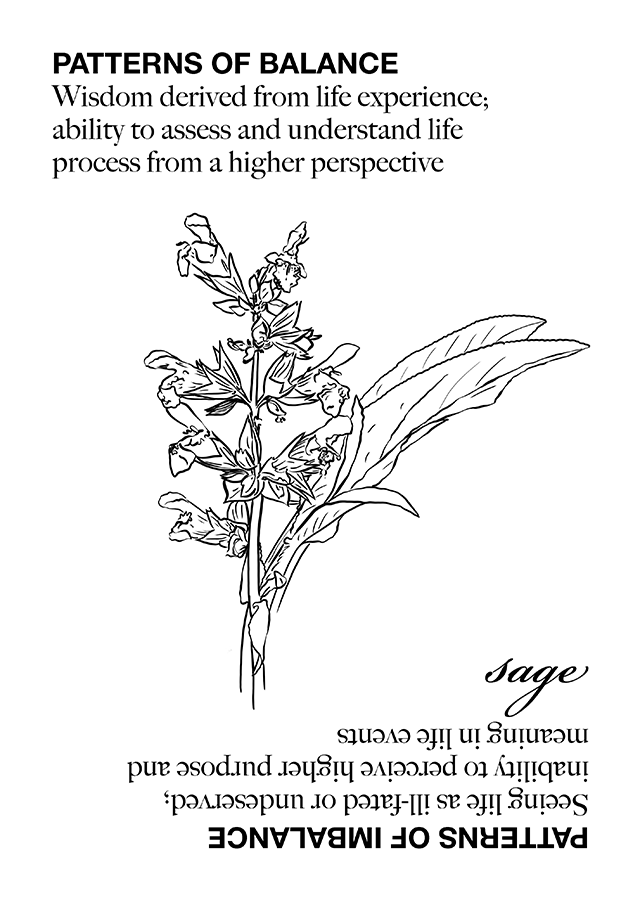 PATTERNS OF BALANCE
Wisdom derived from life experience;
ability to assess and understand life
process from a higher perspective
sage
PATTERNS OF IMBALANCE
Seeing life as ill-fated or undeserved;
inability to perceive higher purpose and
meaning in life events